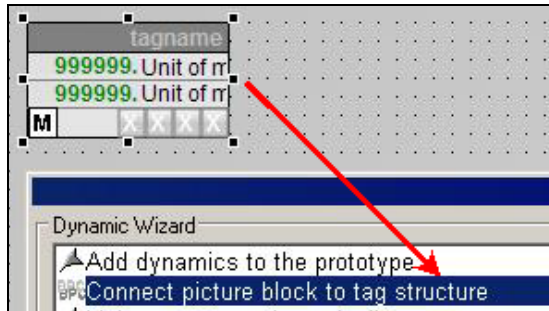 tagname
999999. Unit of m
999999. Unit of m
M X X X X
Dynamic Wizard
Add dynamics to the prototype
Connect picture block to tag structure